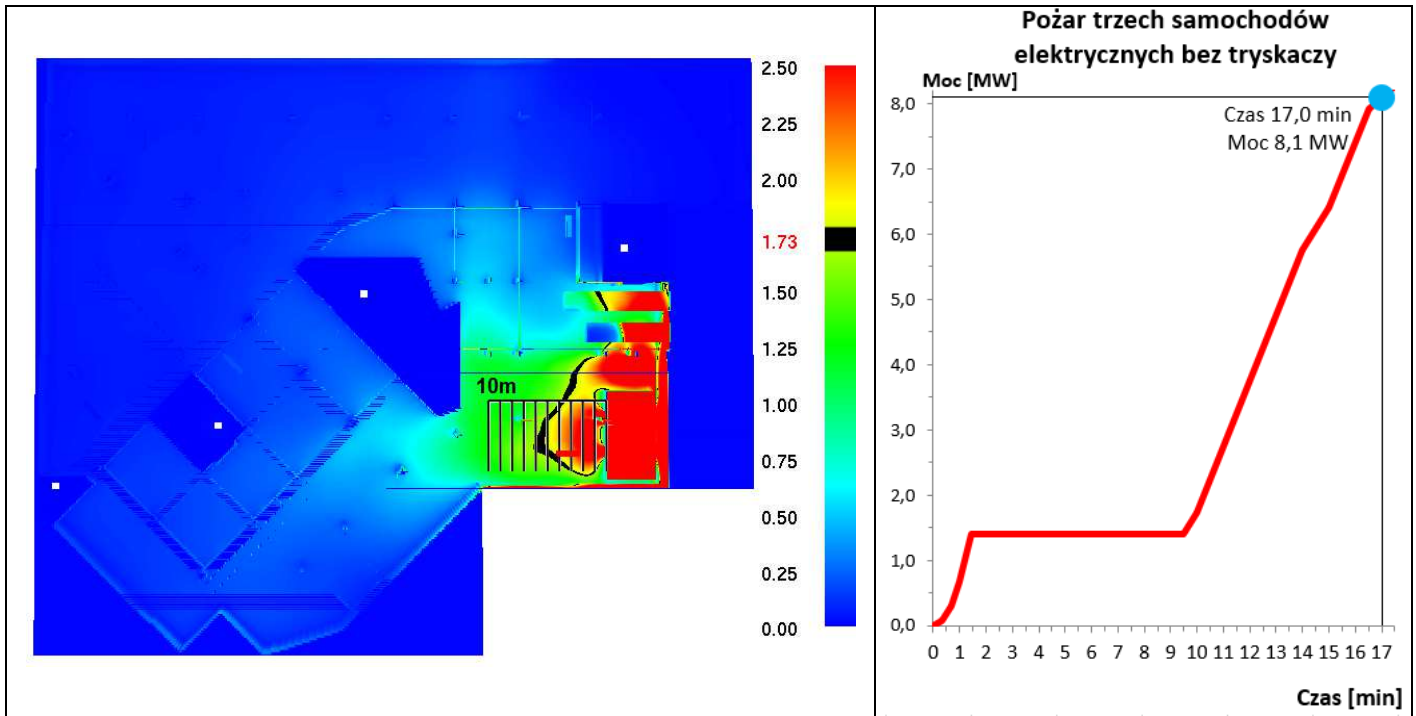 2.50
2.25
2.00
1.73
1.50
1.25
1.00
0.75
0.50
0.25
0.00
10m
Pożar trzech samochodów
elektrycznych bez tryskaczy
Moc [MW]
8,0
7,0
6,0
5,0
4,0
3,0
2,0
1,0
0,0
Czas 17,0 min
Moc 8,1 MW
0 1 2 3 4 5 6 7 8 9 10 11 12 13 14 15 16 17
Czas [min]